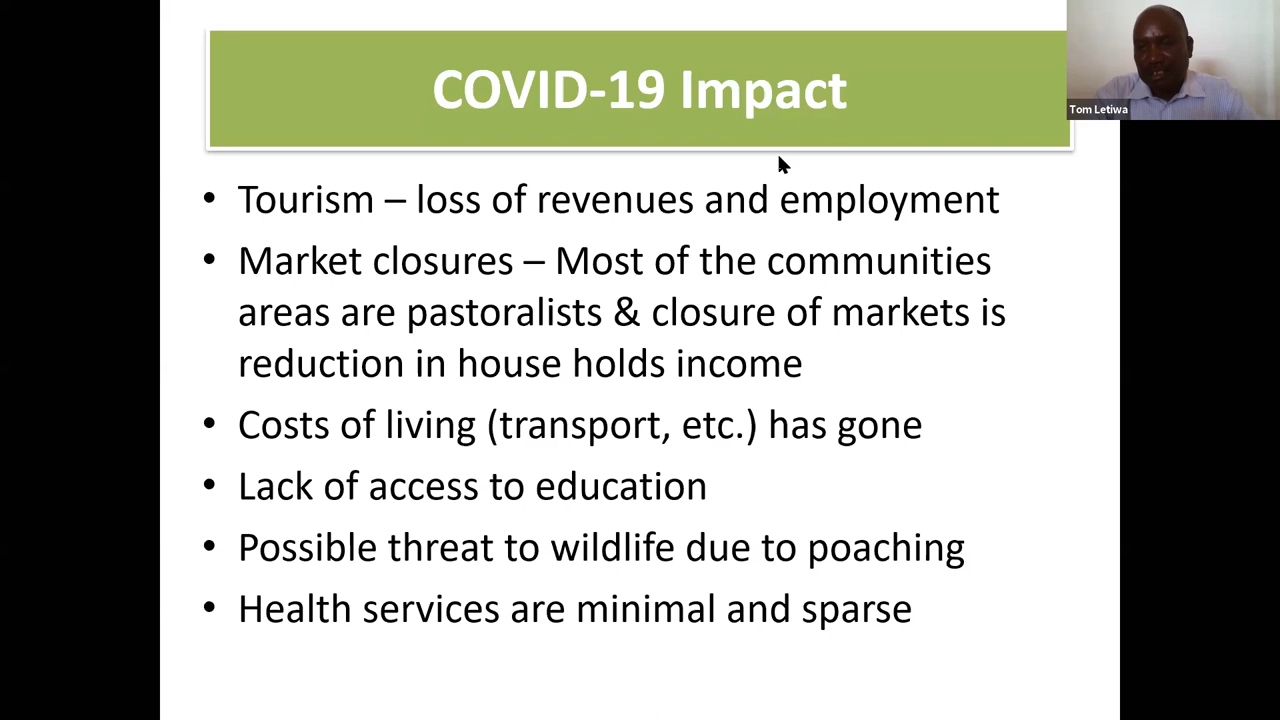 COVID-19 Impact
Tom Letiwa
• Tourism – loss of revenues and employment
• Market closures – Most of the communities
areas are pastoralists & closure of markets is
reduction in house holds income
• Costs of living (transport, etc.) has gone
• Lack of access to education
• Possible threat to wildlife due to poaching
• Health services are minimal and sparse